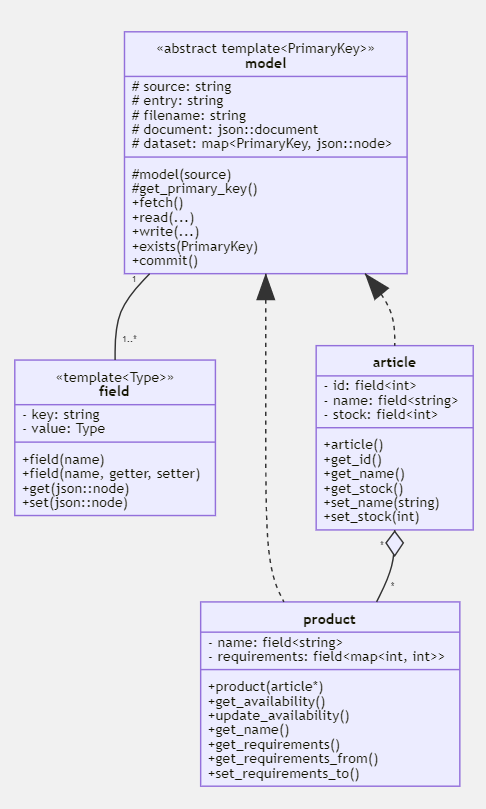 «abstract template<PrimaryKey>»
model
# source: string
# entry: string
# filename: string
# document: json::document
# dataset: map<PrimaryKey, json::node>
#model(source)
#get_primary_key()
+fetch()
+read(...)
+write(...)
+exists(PrimaryKey)
+commit()
1
1..*
«template<Type>»
field
- key: string
- value: Type
+field(name)
+field(name, getter, setter)
+get(json::node)
+set(json::node)
article
- id: field<int>
- name: field<string>
- stock: field<int>
+article()
+get_id()
+get_name()
+get_stock()
+set_name(string)
+set_stock(int)
*
*
product
- name: field<string>
- requirements: field<map<int, int>>
+product(article*)
+get_availability()
+update_availability()
+get_name()
+get_requirements()
+get_requirements_from()
+set_requirements_to()